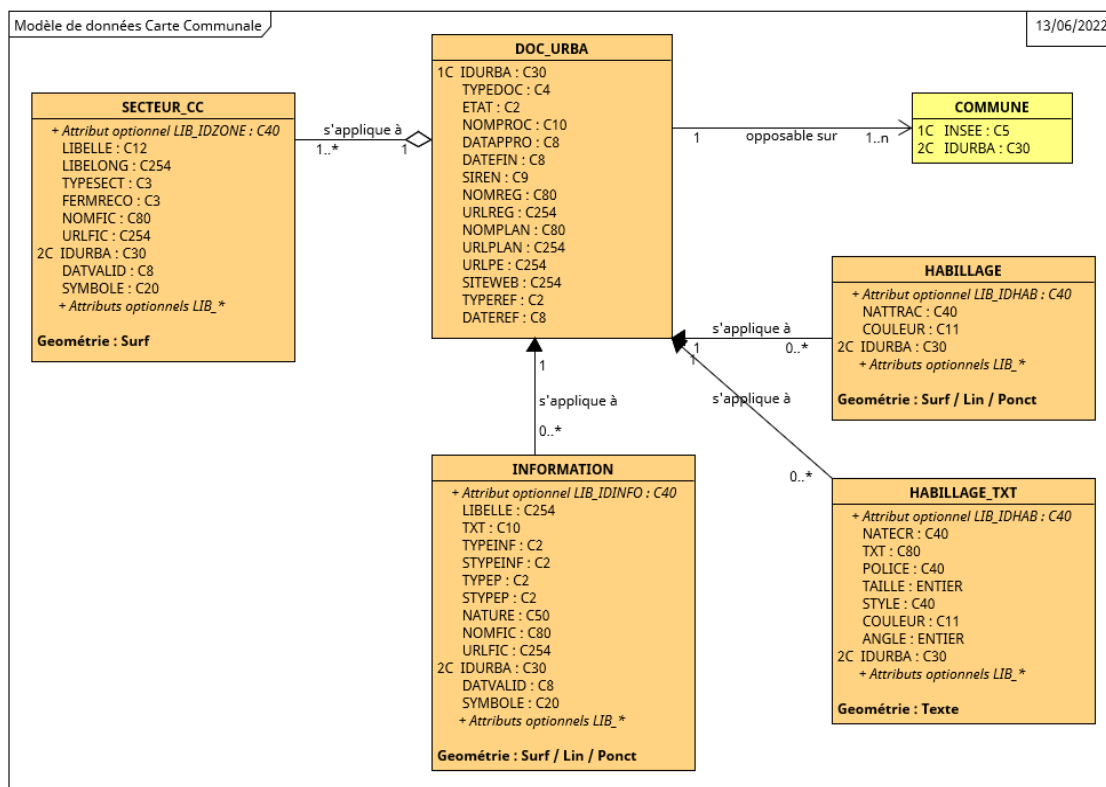 Modèle de données Carte Communale
13/06/2022
DOC_URBA
1C IDURBA : C30
TYPEDOC : C4
ETAT : C2
NOMPROC : C10
DATAPPRO : C8
DATEFIN : C8
SIREN : C9
NOMREG : C80
URLREG : C254
NOMPLAN : C80
URLPLAN : C254
URLPE : C254
SITEWEB : C254
TYPEREF : C2
DATEREF : C8
SECTEUR_CC
+ Attribut optionnel LIB_IDZONE : C40
LIBELLE : C12
LIBELONG : C254
TYPESECT : C3
FERMRECO : C3
NOMFIC : C80
URLFIC : C254
2C IDURBA : C30
DATVALID : C8
SYMBOLE : C20
+ Attributs optionnels LIB_*
Geométrie : Surf
s'applique à
1..*
1
COMMUNE
1C INSEE : C5
2C IDURBA : C30
1
opposable sur
1..n
HABILLAGE
+ Attribut optionnel LIB_IDHAB : C40
NATTRAC : C40
COULEUR : C11
2C IDURBA : C30
+ Attributs optionnels LIB_*
Geométrie : Surf / Lin / Ponct
s'applique à
1
0..*
1
s'applique à
0..*
1
s'applique à
0..*
INFORMATION
+ Attribut optionnel LIB_IDINFO : C40
LIBELLE : C254
TXT : C10
TYPEINF : C2
STYPEINF : C2
TYPEP : C2
STYPEP : C2
NATURE : C50
NOMFIC : C80
URLFIC : C254
2C IDURBA : C30
DATVALID : C8
SYMBOLE : C20
+ Attributs optionnels LIB_*
Geométrie : Surf / Lin / Ponct
HABILLAGE_TXT
+ Attribut optionnel LIB_IDHAB : C40
NATECR : C40
TXT : C80
POLICE : C40
TAILLE : ENTIER
STYLE : C40
COULEUR : C11
ANGLE : ENTIER
2C IDURBA : C30
+ Attributs optionnels LIB_*
Geométrie : Texte